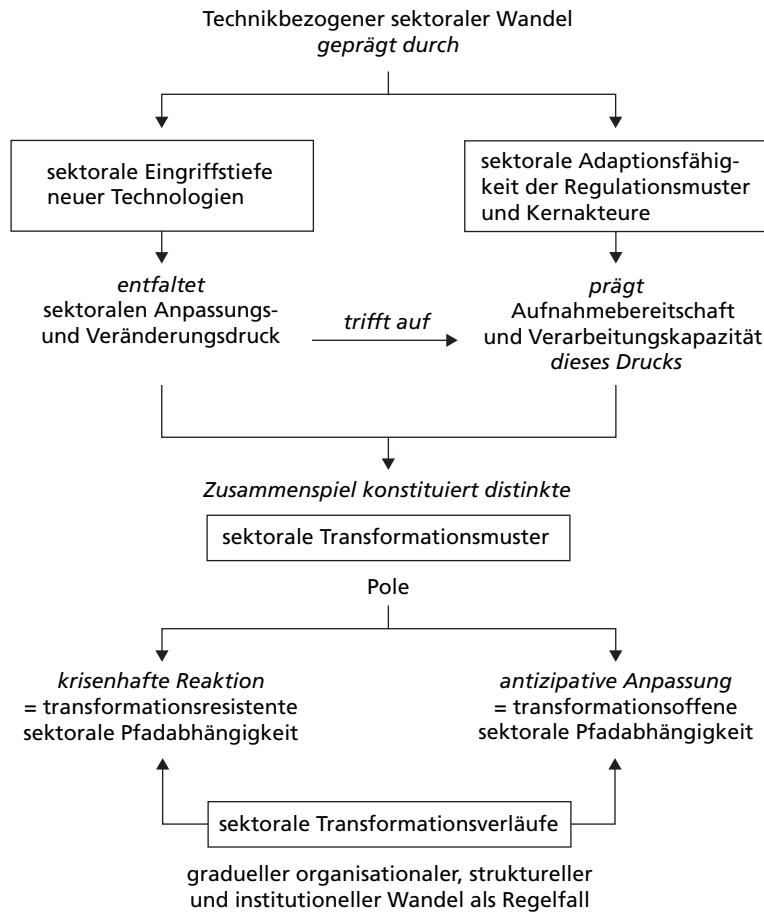 Technikbezogener sektoraler Wandel
geprägt durch
sektorale Eingriffstiefe
neuer Technologien
sektorale Adaptionsfähig-
keit der Regulationsmuster
und Kernakteure
entfaltet
sektoralen Anpassungs-
und Veränderungsdruck
trifft auf
prägt
Aufnahmebereitschaft
und Verarbeitungskapazität
dieses Drucks
Zusammenspiel konstituiert distinkte
sektorale Transformationsmuster
Pole
krisenhafte Reaktion
= transformationsresistente
sektorale Pfadabhängigkeit
antizipative Anpassung
= transformationsoffene
sektorale Pfadabhängigkeit
sektorale Transformationsverläufe
gradueller organisationaler, struktureller
und institutioneller Wandel als Regelfall